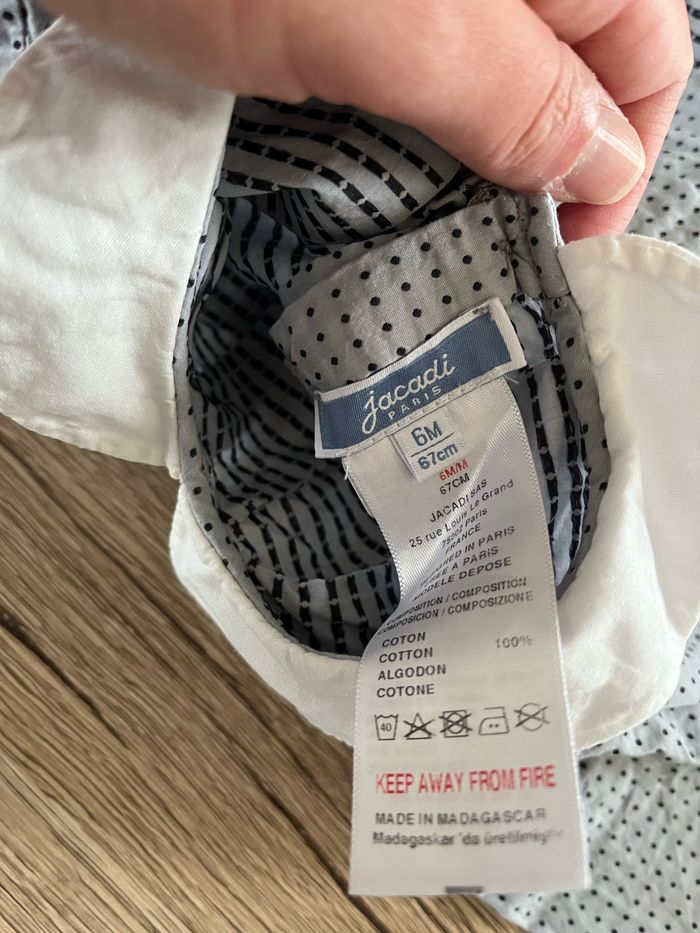 jacadi
PARIS
6M
67cm
6M/M
67CM
JACADI SAS
25 rue Louis Le Grand
75002 Paris
FRANCE
IN PARIS
A PARIS
MODELE DEPOSE
COMPOSITION / COMPOSITION
COMPOSICION / COMPOSIZIONE
COTON
COTTON 100%
ALGODON
COTONE
40
KEEP AWAY FROM FIRE
MADE IN MADAGASCAR
Madagaskar 'da üretilmiştir